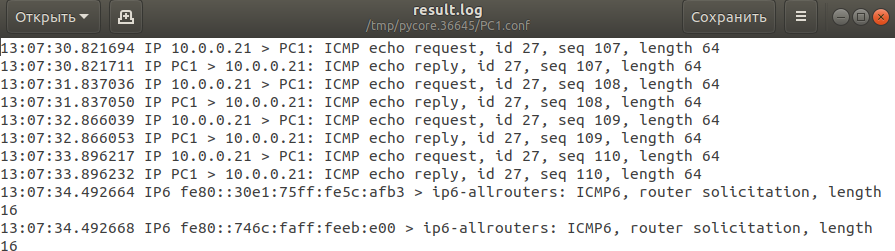 Открыть
result.log
/tmp/pycore.36645/PC1.conf
Сохранить
13:07:30.821694 IP 10.0.0.21 > PC1: ICMP echo request, id 27, seq 107, length 64
13:07:30.821711 IP PC1 > 10.0.0.21: ICMP echo reply, id 27, seq 107, length 64
13:07:31.837036 IP 10.0.0.21 > PC1: ICMP echo request, id 27, seq 108, length 64
13:07:31.837050 IP PC1 > 10.0.0.21: ICMP echo reply, id 27, seq 108, length 64
13:07:32.866039 IP 10.0.0.21 > PC1: ICMP echo request, id 27, seq 109, length 64
13:07:32.866053 IP PC1 > 10.0.0.21: ICMP echo reply, id 27, seq 109, length 64
13:07:33.896217 IP 10.0.0.21 > PC1: ICMP echo request, id 27, seq 110, length 64
13:07:33.896232 IP PC1 > 10.0.0.21: ICMP echo reply, id 27, seq 110, length 64
13:07:34.492664 IP6 fe80::30e1:75ff:fe5c:afb3 > ip6-allrouters: ICMP6, router solicitation, length
16
13:07:34.492668 IP6 fe80::746c:faff:feeb:e00 > ip6-allrouters: ICMP6, router solicitation, length
16